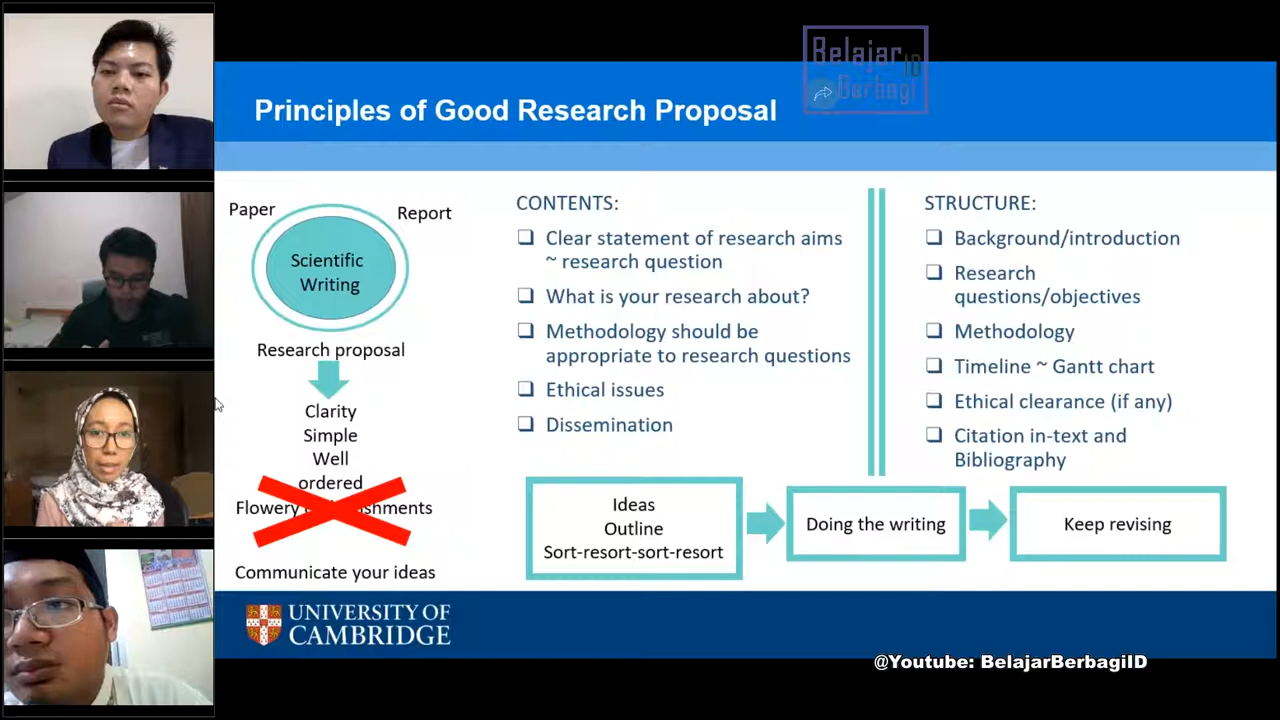 Belajar
ID
Berbagi
Principles of Good Research Proposal
Paper
Report
Scientific
Writing
Research proposal
Clarity
Simple
Well
ordered
Flowery
Communicate your ideas
CONTENTS:
Clear statement of research aims
~ research question
What is your research about?
Methodology should be
appropriate to research questions
Ethical issues
Dissemination
STRUCTURE:
Background/introduction
Research
questions/objectives
Methodology
Timeline ~ Gantt chart
Ethical clearance (if any)
Citation in-text and
Bibliography
Ideas
Outline
Sort-resort-sort-resort
Doing the writing
Keep revising
UNIVERSITY OF
CAMBRIDGE
@Youtube: BelajarBerbagiID